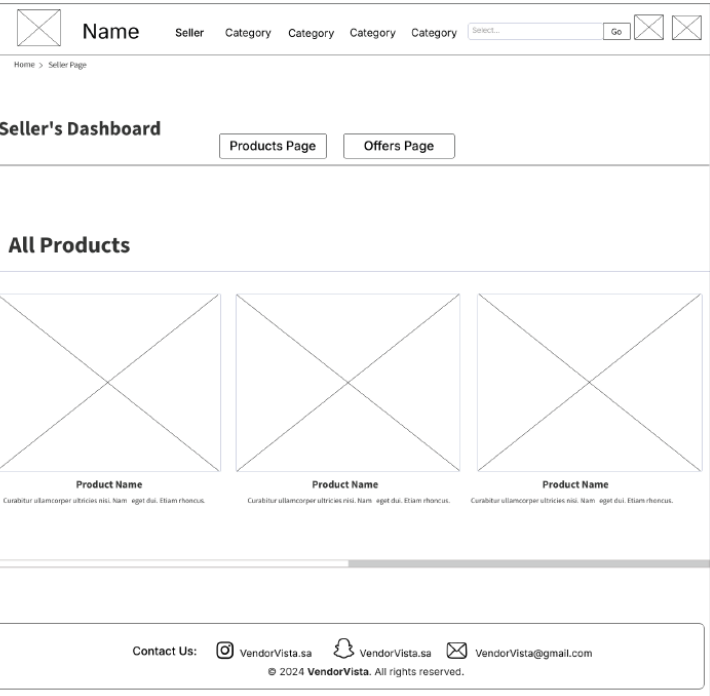 Name Seller Category Category Category Category Select... Go
Home > Seller Page
Seller's Dashboard
Products Page Offers Page
All Products
Product Name Product Name Product Name
Curabitur ullamcorper ultricies nisi. Nam eget dui. Etiam rhoncus. Curabitur ullamcorper ultricies nisi. Nam eget dui. Etiam rhoncus. Curabitur ullamcorper ultricies nisi. Nam eget dui. Etiam rhoncus.
Contact Us: VendorVista.sa VendorVista.sa VendorVista@gmail.com
© 2024 VendorVista. All rights reserved.